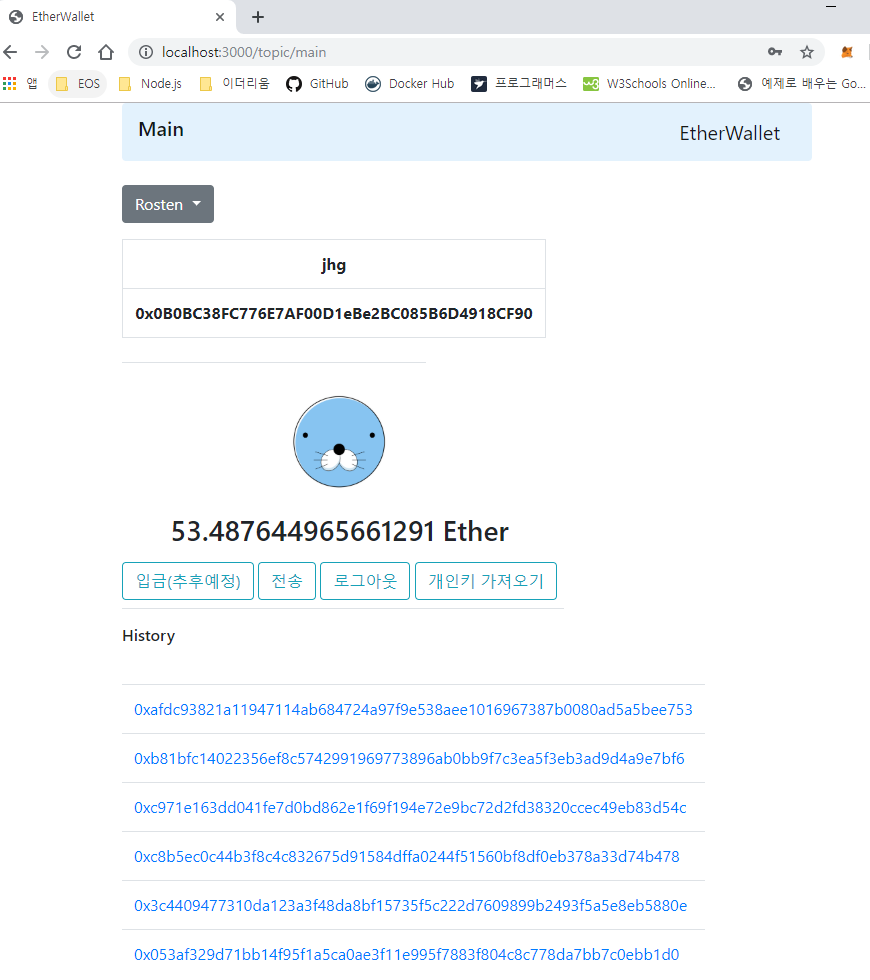 EtherWallet
localhost:3000/topic/main
앱 EOS Node.js 이더리움 GitHub Docker Hub 프로그래머스 W3Schools Online... 예제로 배우는 Go...
Main EtherWallet
Rosten
jhg
0x0B0BC38FC776E7AF00D1eBe2BC085B6D4918CF90
53.487644965661291 Ether
입금(추후예정) 전송 로그아웃 개인키 가져오기
History
0xafdc93821a11947114ab684724a97f9e538aee1016967387b0080ad5a5bee753
0xb81bfc14022356ef8c5742991969773896ab0bb9f7c3ea5f3eb3ad9d4a9e7bf6
0xc971e163dd041fe7d0bd862e1f69f194e72e9bc72d2fd38320ccec49eb83d54c
0xc8b5ec0c44b3f8c4c832675d91584dffa0244f51560bf8df0eb378a33d74b478
0x3c4409477310da123a3f48da8bf15735f5c222d7609899b2493f5a5e8eb5880e
0x053af329d71bb14f95f1a5ca0ae3f11e995f7883f804c8c778da7bb7c0ebb1d0